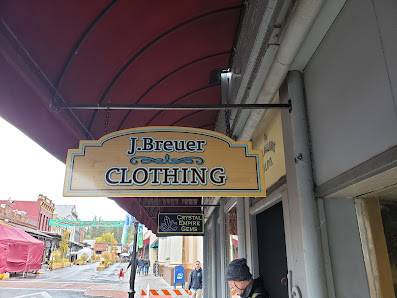 J.Breuer
CLOTHING
CRYSTAL
EMPIRE
GEMS